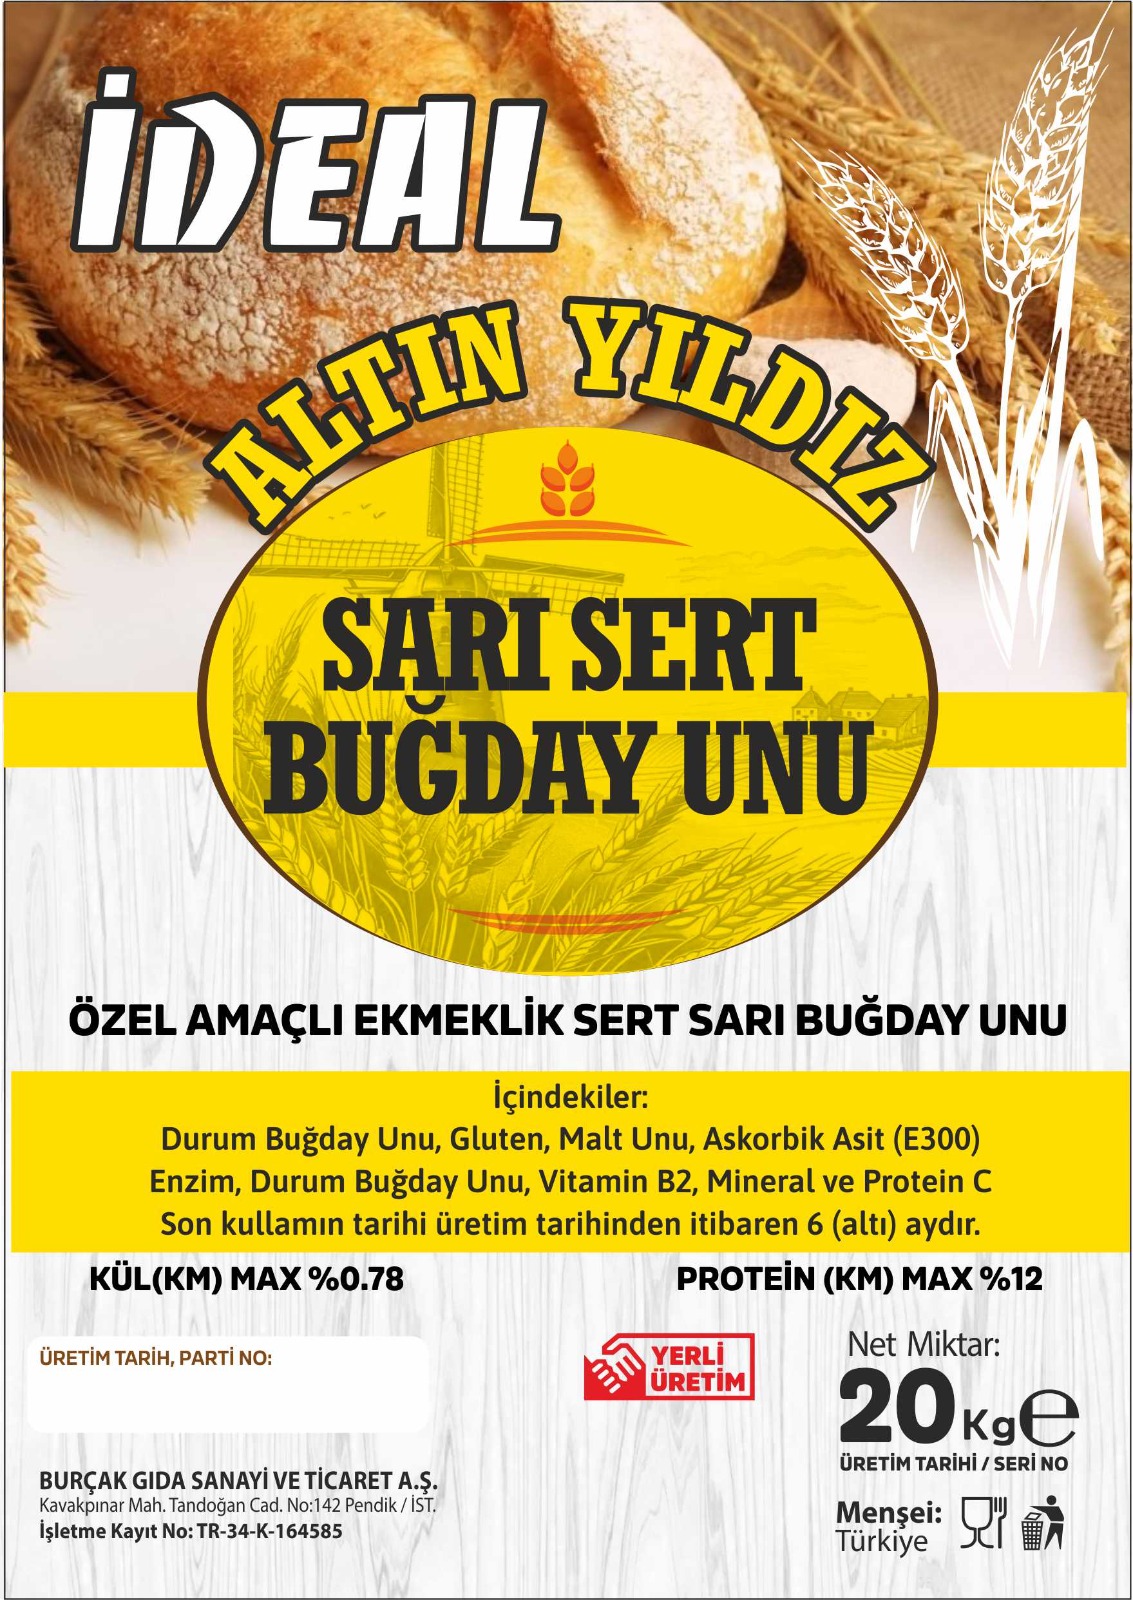 İDEAL
ALTIN YILDIZ
SARI SERT
BUĞDAY UNU
ÖZEL AMAÇLI EKMEKLİK SERT SARI BUĞDAY UNU
İçindekiler:
Durum Buğday Unu, Gluten, Malt Unu, Askorbik Asit (E300)
Enzim, Durum Buğday Unu, Vitamin B2, Mineral ve Protein C
Son kullamın tarihi üretim tarihinden itibaren 6 (altı) aydır.
KÜL(KM) MAX %0.78
PROTEİN (KM) MAX %12
ÜRETİM TARİH, PARTİ NO:
YERLİ
ÜRETİM
Net Miktar:
20 Kg ℮
ÜRETİM TARİHİ / SERİ NO
BURÇAK GIDA SANAYİ VE TİCARET A.Ş.
Kavakpınar Mah. Tandoğan Cad. No:142 Pendik / İST.
İşletme Kayıt No: TR-34-K-164585
Menşei:
Türkiye